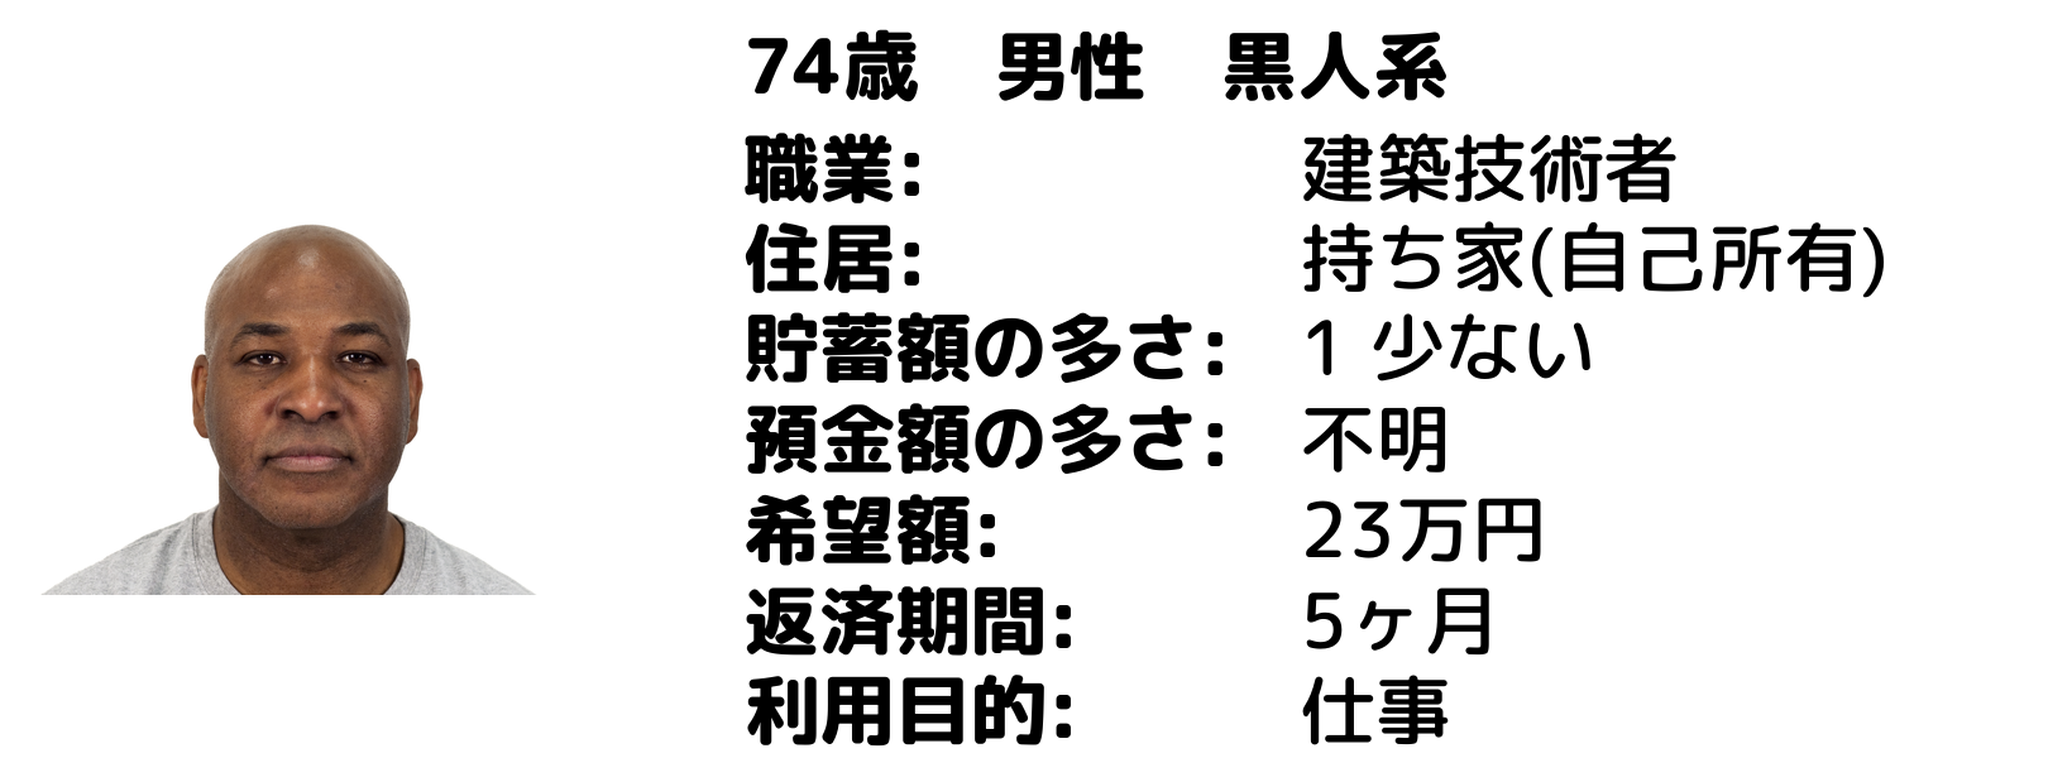 74歳　男性　黒人系
職業: 建築技術者
住居: 持ち家(自己所有)
貯蓄額の多さ: 1 少ない
預金額の多さ: 不明
希望額: 23万円
返済期間: 5ヶ月
利用目的: 仕事